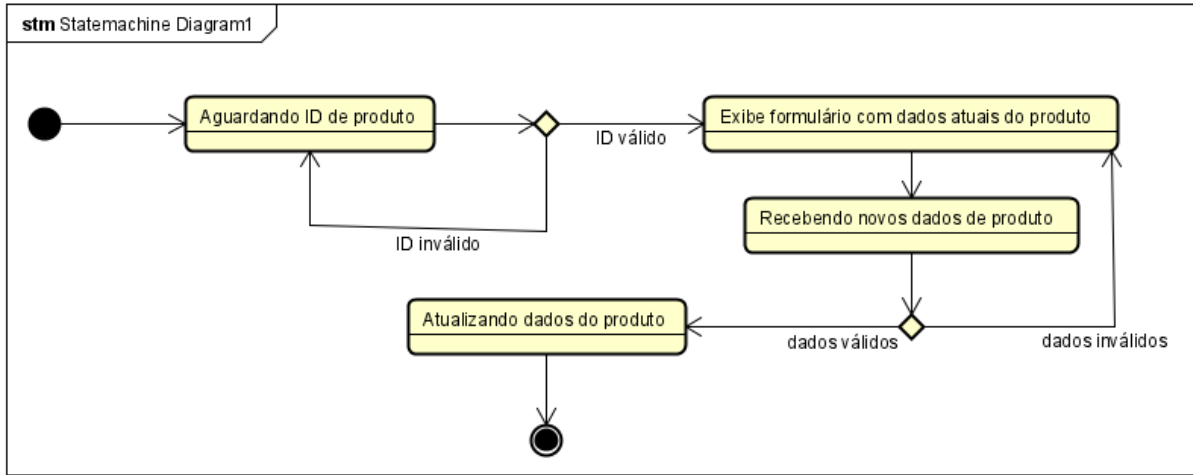 stm Statemachine Diagram1
Aguardando ID de produto
ID válido
Exibe formulário com dados atuais do produto
ID inválido
Recebendo novos dados de produto
Atualizando dados do produto
dados válidos
dados inválidos